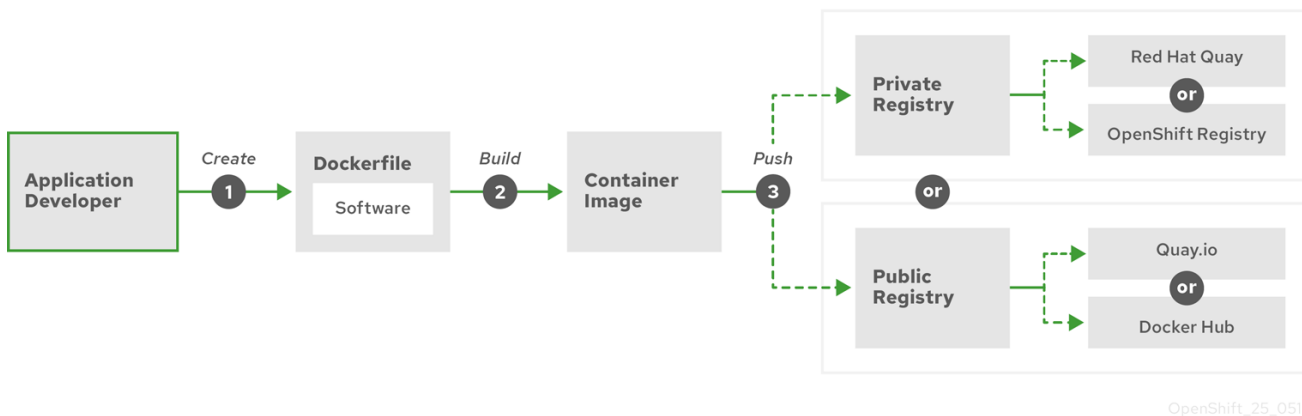 Application
Developer
Create
1
Dockerfile
Software
Build
2
Container
Image
Push
3
Private
Registry
Red Hat Quay
or
OpenShift Registry
or
Public
Registry
Quay.io
or
Docker Hub
OpenShift_25_051